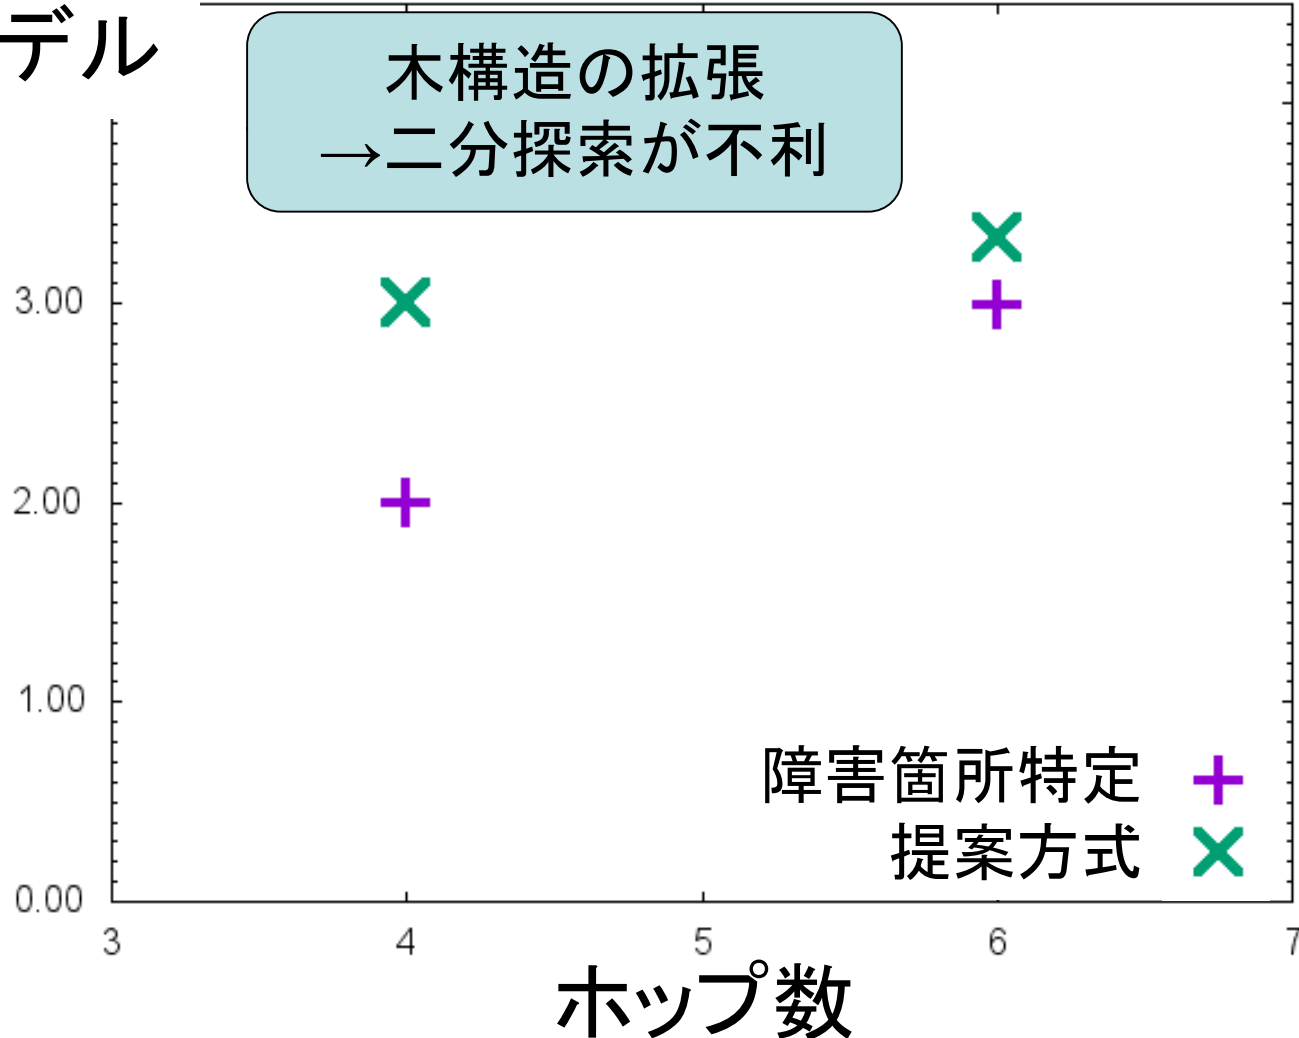 デル
木構造の拡張
→二分探索が不利
3.00
2.00
1.00
0.00
障害箇所特定
提案方式
3 4 5 6 7
ホップ数